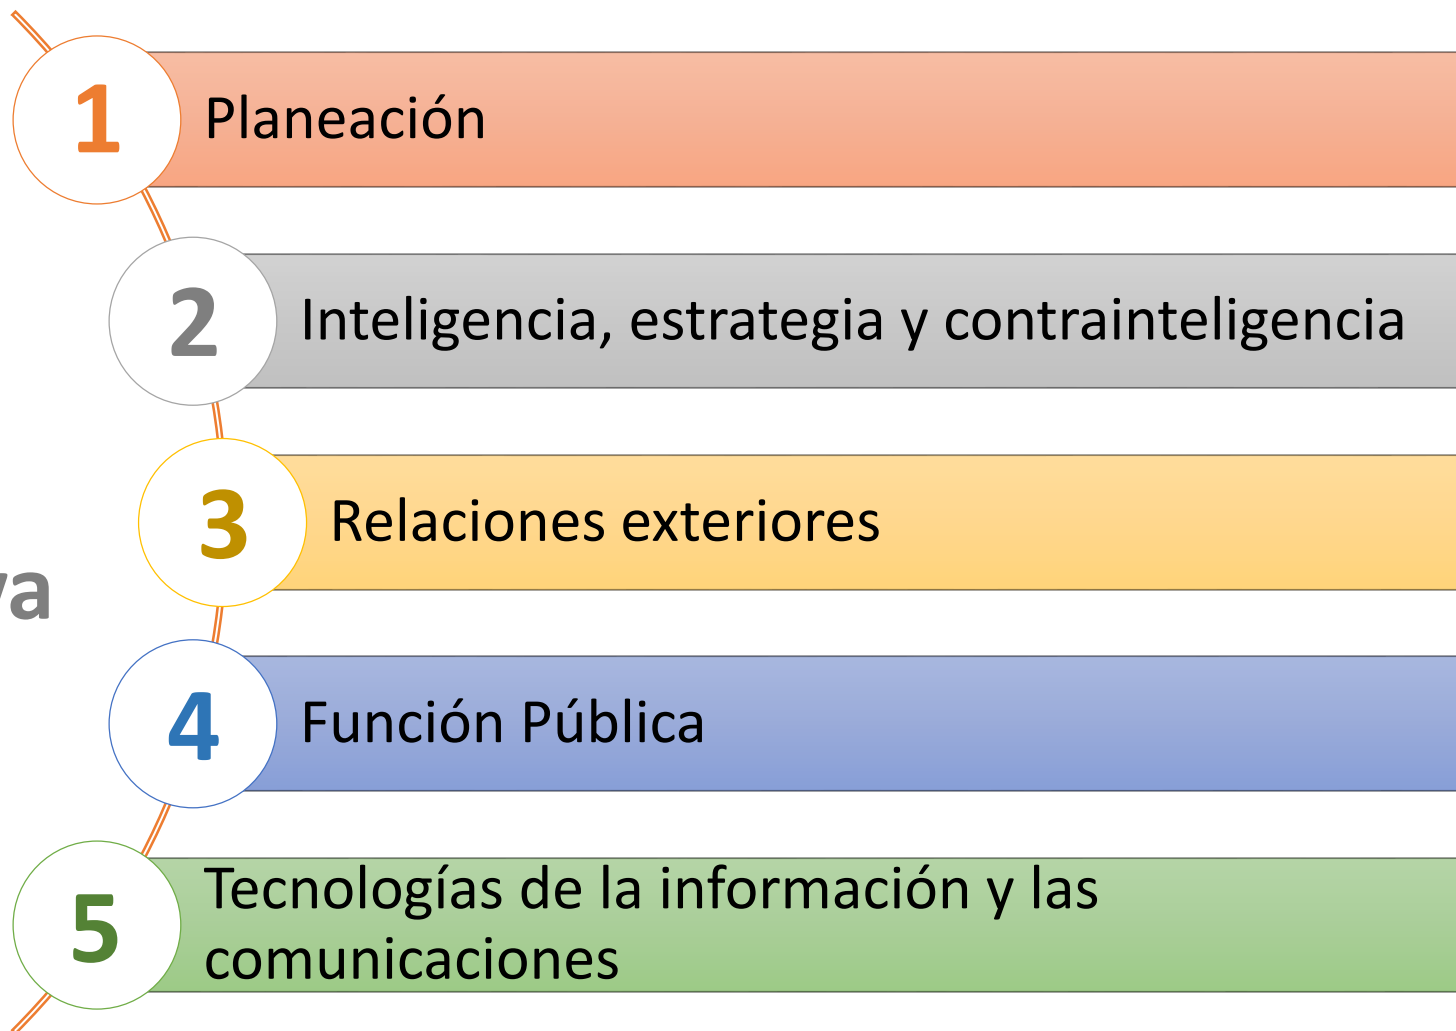 1 Planeación
2 Inteligencia, estrategia y contrainteligencia
3 Relaciones exteriores
4 Función Pública
5 Tecnologías de la información y las
comunicaciones